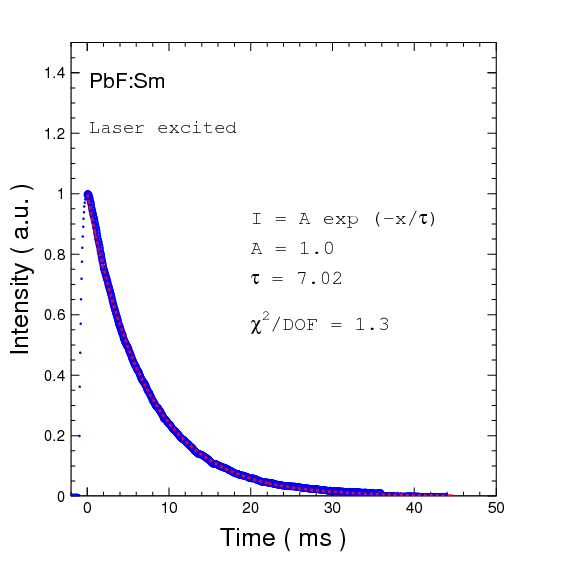 PbF:Sm
Laser excited
I = A exp (-x/τ)
A = 1.0
τ = 7.02
χ²/DOF = 1.3
Intensity ( a.u. )
1.4
1.2
1
0.8
0.6
0.4
0.2
0
0 10 20 30 40 50
Time ( ms )